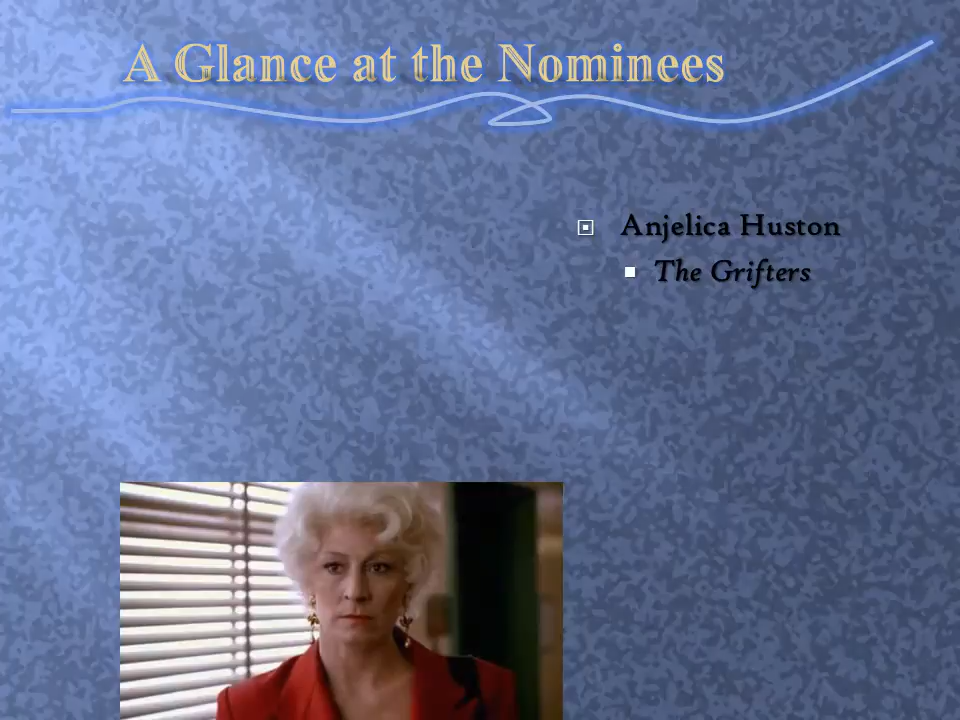 A Glance at the Nominees
Anjelica Huston
The Grifters